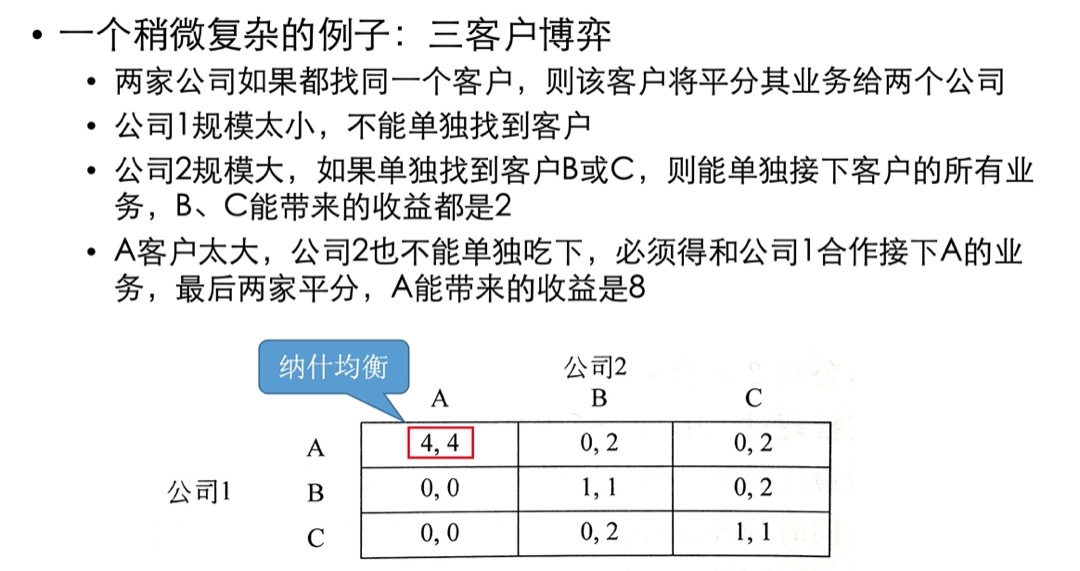 • 一个稍微复杂的例子：三客户博弈
• 两家公司如果都找同一个客户，则该客户将平分其业务给两个公司
• 公司1规模太小，不能单独找到客户
• 公司2规模大，如果单独找到客户B或C，则能单独接下客户的所有业
务，B、C能带来的收益都是2
• A客户太大，公司2也不能单独吃下，必须得和公司1合作接下A的业
务，最后两家平分，A能带来的收益是8
纳什均衡
公司2
A B C
A 4, 4 0, 2 0, 2
公司1 B 0, 0 1, 1 0, 2
C 0, 0 0, 2 1, 1